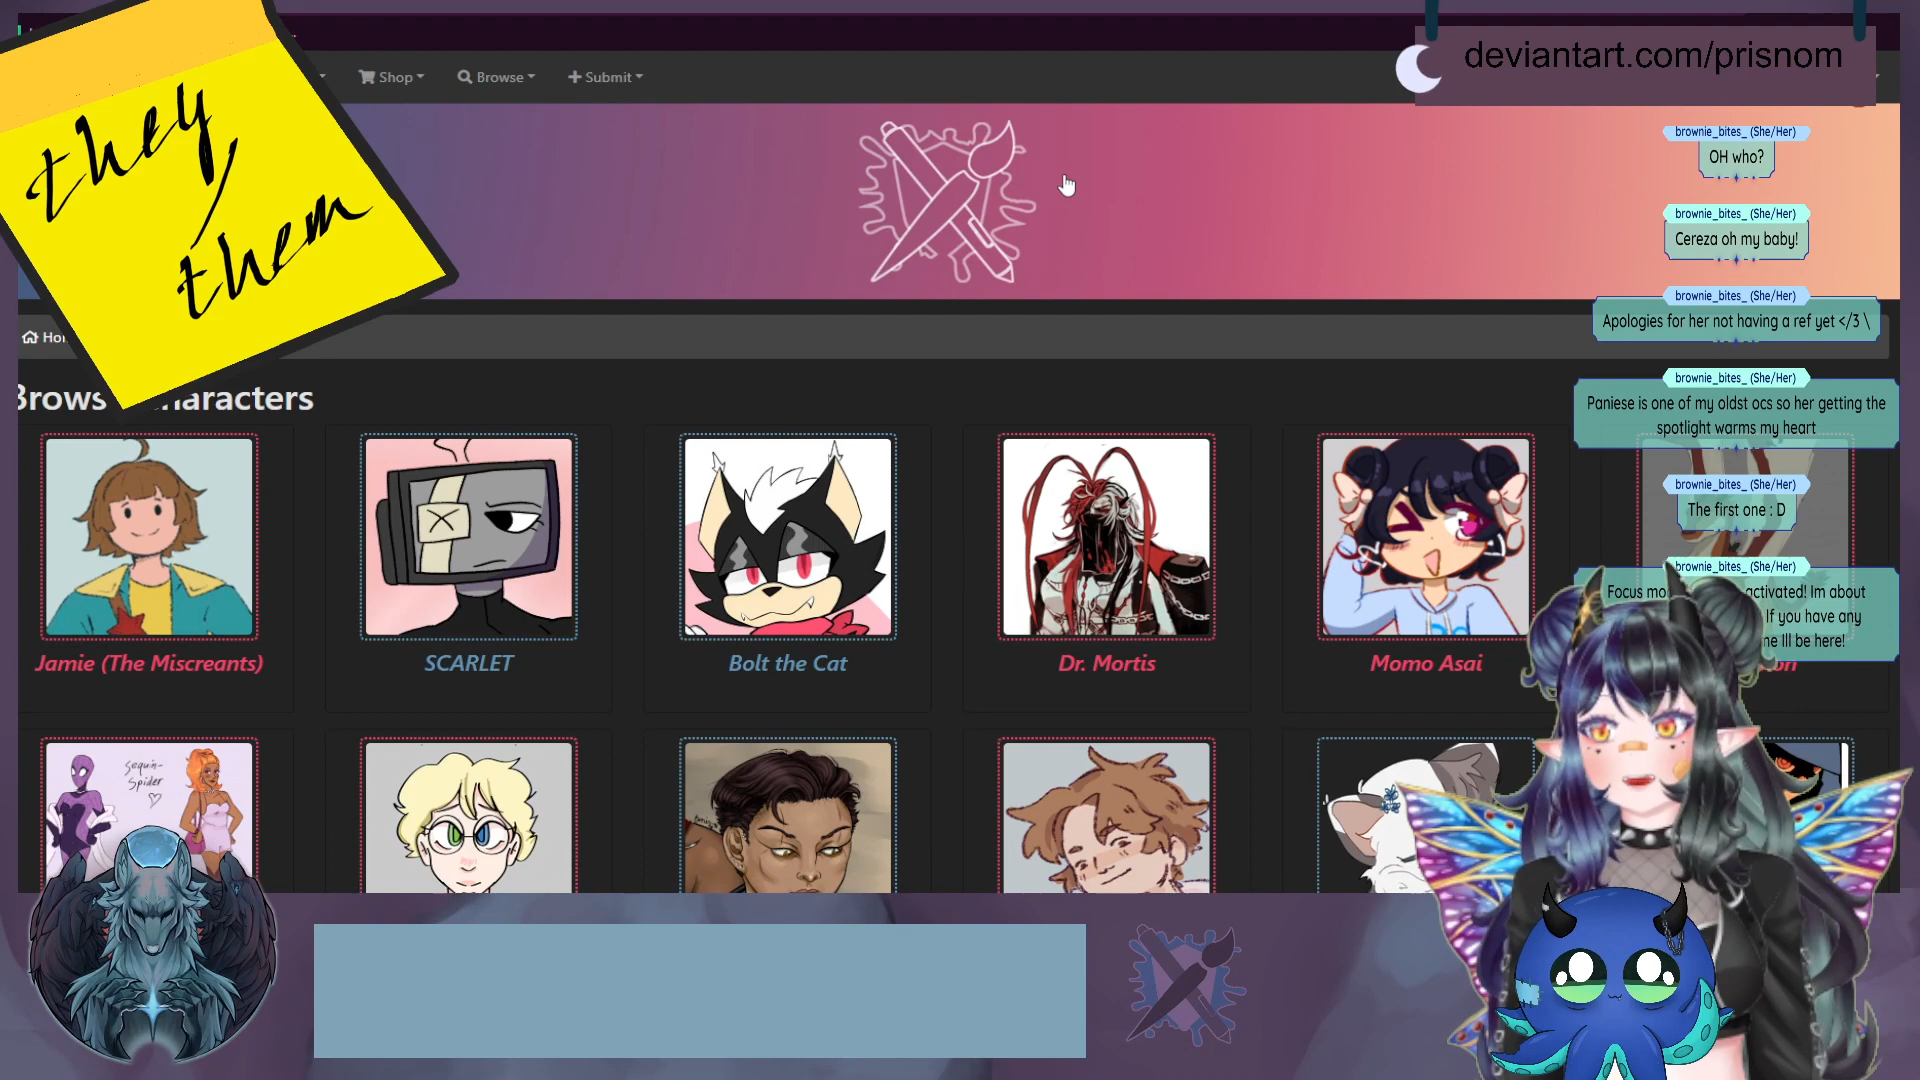 they/
them
Shop
Browse
Submit
deviantart.com/prisnom
Browse Characters
Jamie (The Miscreants)
SCARLET
Bolt the Cat
Dr. Mortis
Momo Asai
sequin-
spider
brownie_bites_ (She/Her)
OH who?
brownie_bites_ (She/Her)
Cereza oh my baby!
brownie_bites_ (She/Her)
Apologies for her not having a ref yet </3 \
brownie_bites_ (She/Her)
Paniese is one of my oldst ocs so her getting the
spotlight warms my heart
brownie_bites_ (She/Her)
The first one : D
brownie_bites_ (She/Her)
Focus activated! Im about
If you have any
Ill be here!